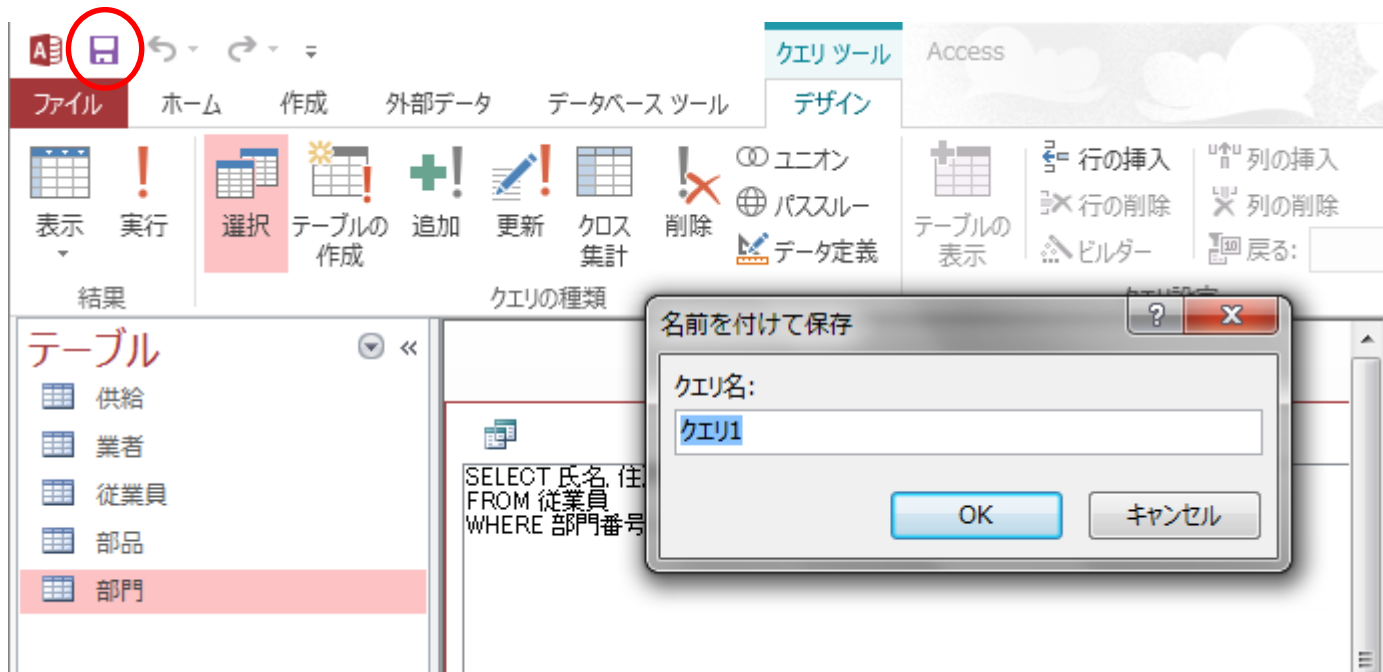 クエリ ツール Access
ファイル ホーム 作成 外部データ データベース ツール デザイン
表示 実行 選択 テーブルの作成 追加 更新 クロス集計 削除
ユニオン
パススルー
データ定義
テーブルの表示
行の挿入
行の削除
ビルダー
列の挿入
列の削除
戻る:
結果 クエリの種類
テーブル
供給
業者
従業員
部品
部門
SELECT 氏名,
FROM 従業員
WHERE 部門番号
名前を付けて保存
クエリ名:
クエリ1
OK キャンセル